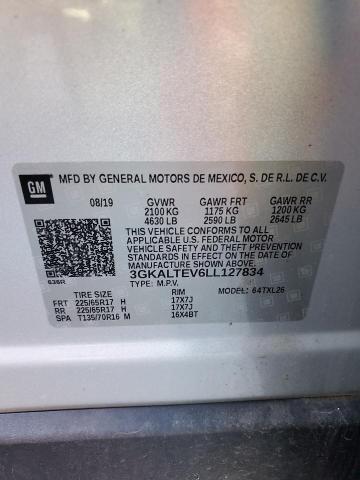 GM
MFD BY GENERAL MOTORS DE MEXICO, S. DE R.L. DE C.V.
08/19 GVWR GAWR FRT GAWR RR
2100 KG 1175 KG 1200 KG
4630 LB 2590 LB 2645 LB
THIS VEHICLE CONFORMS TO ALL
APPLICABLE U.S. FEDERAL MOTOR
VEHICLE SAFETY AND THEFT PREVENTION
STANDARDS IN EFFECT ON THE DATE OF
MANUFACTURE SHOWN ABOVE.
3GKALTEV6LL127834
TYPE: M.P.V. MODEL: 64TXL26
636R
TIRE SIZE RIM
FRT 225/65R17 H 17X7J
RR 225/65R17 H 17X7J
SPA T135/70R16 M 16X4BT